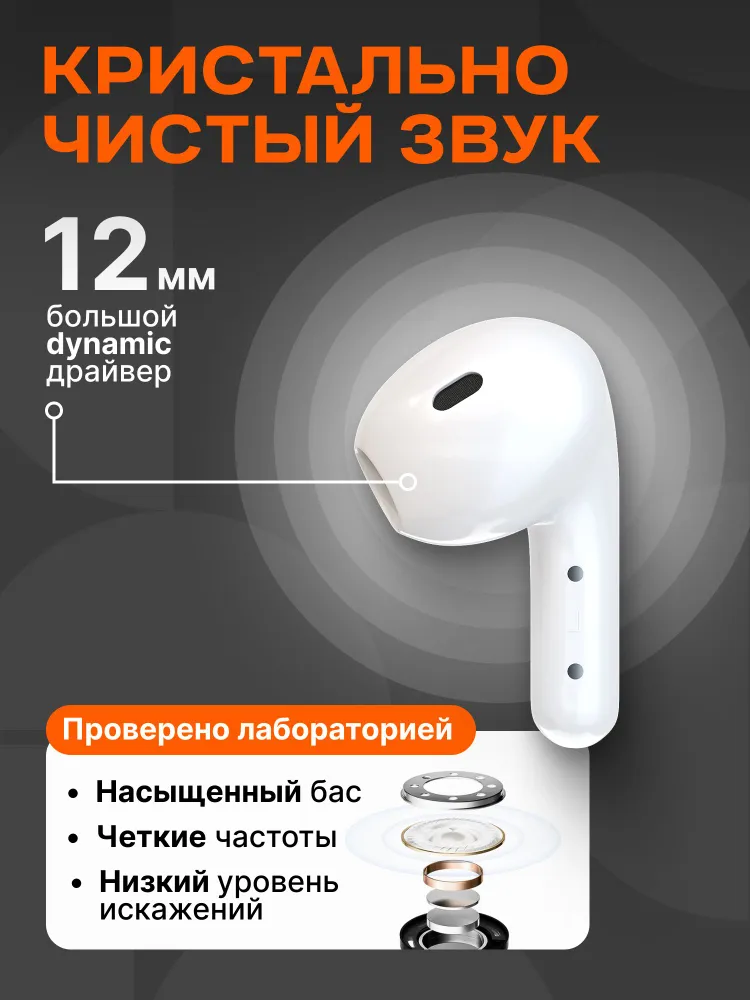 КРИСТАЛЬНО
ЧИСТЫЙ ЗВУК
12 мм
большой
dynamic
драйвер
Проверено лабораторией
• Насыщенный бас
• Четкие частоты
• Низкий уровень
искажений